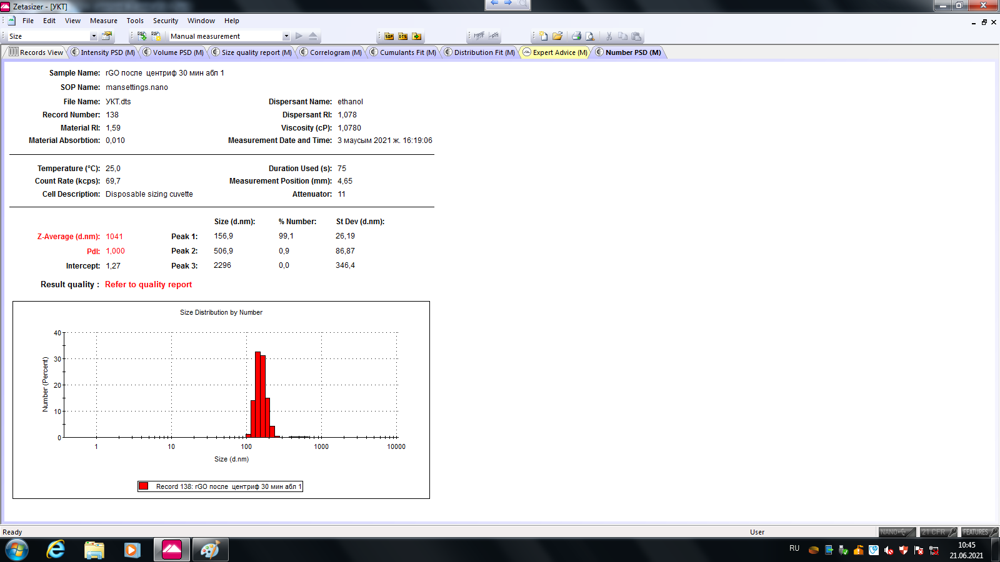 Zetasizer - [УКТ]
File Edit View Measure Tools Security Window Help
Size Manual measurement
Records View Intensity PSD (M) Volume PSD (M) Size quality report (M) Correlogram (M) Cumulants Fit (M) Distribution Fit (M) Expert Advice (M) Number PSD (M)
Sample Name: rGO после центриф 30 мин абл 1
SOP Name: mansettings.nano
File Name: УКТ.dts Dispersant Name: ethanol
Record Number: 138 Dispersant RI: 1,078
Material RI: 1,59 Viscosity (cP): 1,0780
Material Absorbtion: 0,010 Measurement Date and Time: 3 маусым 2021 ж. 16:19:06
Temperature (°C): 25,0 Duration Used (s): 75
Count Rate (kcps): 69,7 Measurement Position (mm): 4,65
Cell Description: Disposable sizing cuvette Attenuator: 11
Size (d.nm): % Number: St Dev (d.nm):
Z-Average (d.nm): 1041 Peak 1: 156,9 99,1 26,19
PdI: 1,000 Peak 2: 506,9 0,9 86,87
Intercept: 1,27 Peak 3: 2296 0,0 346,4
Result quality : Refer to quality report
Size Distribution by Number
40
30
20
10
0
Number (Percent)
1 10 100 1000 10000
Size (d.nm)
Record 138: rGO после центриф 30 мин абл 1
Ready User NANO 21 CFR FEATURES
RU 10:45
21.06.2021